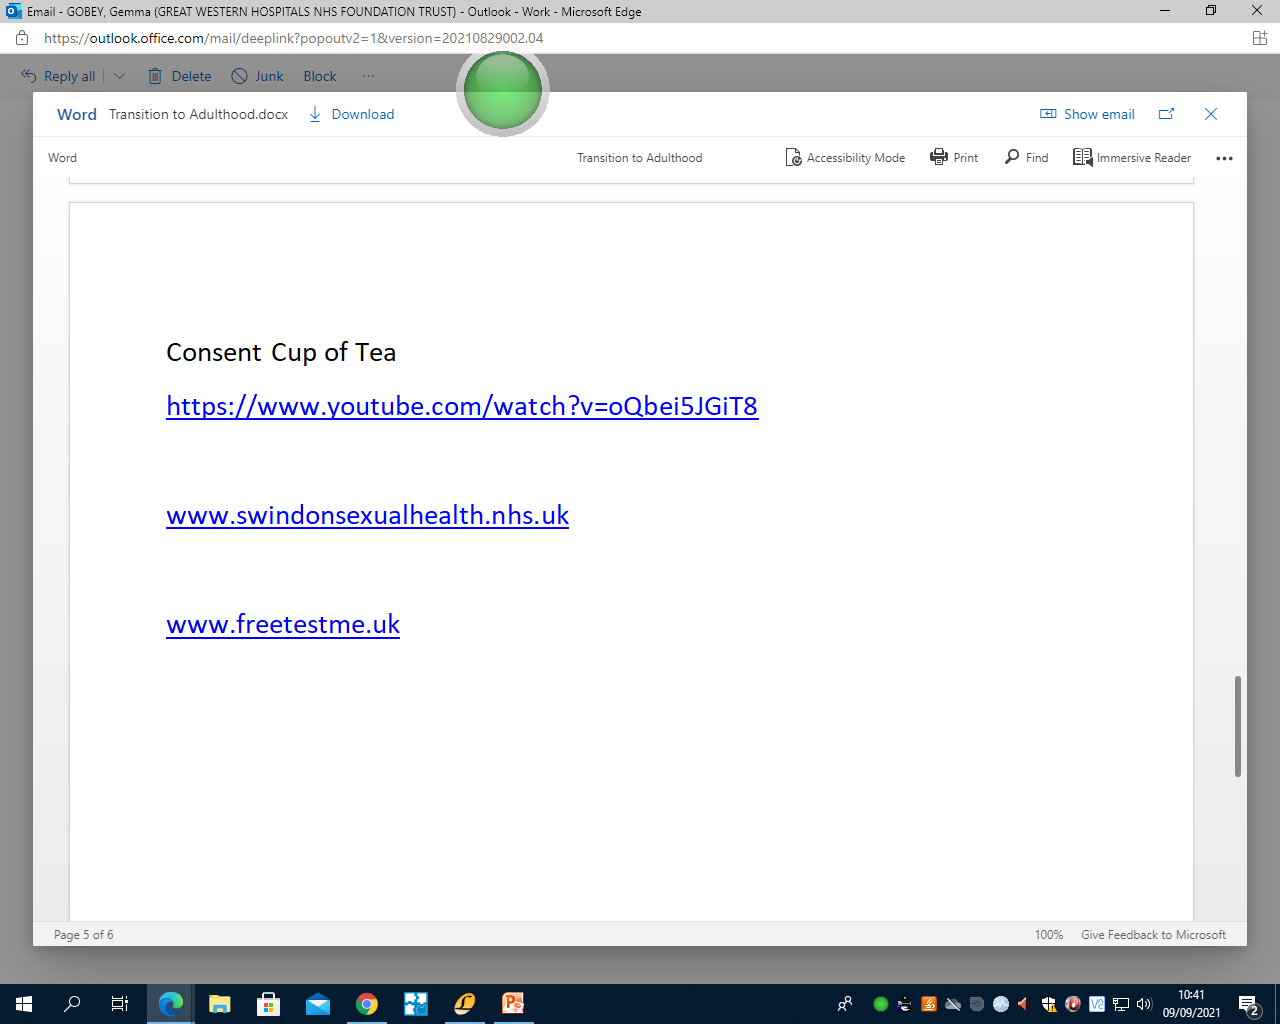 Email - GOBEY, Gemma (GREAT WESTERN HOSPITALS NHS FOUNDATION TRUST) - Outlook - Work - Microsoft Edge
https://outlook.office.com/mail/deeplink?popoutv2=1&version=20210829002.04
Reply all Delete Junk Block ...
Word Transition to Adulthood.docx Download Show email
Word Transition to Adulthood Accessibility Mode Print Find Immersive Reader ...
Consent Cup of Tea
https://www.youtube.com/watch?v=oQbei5JGiT8
www.swindonsexualhealth.nhs.uk
www.freetestme.uk
Page 5 of 6 100% Give Feedback to Microsoft
10:41
09/09/2021
2